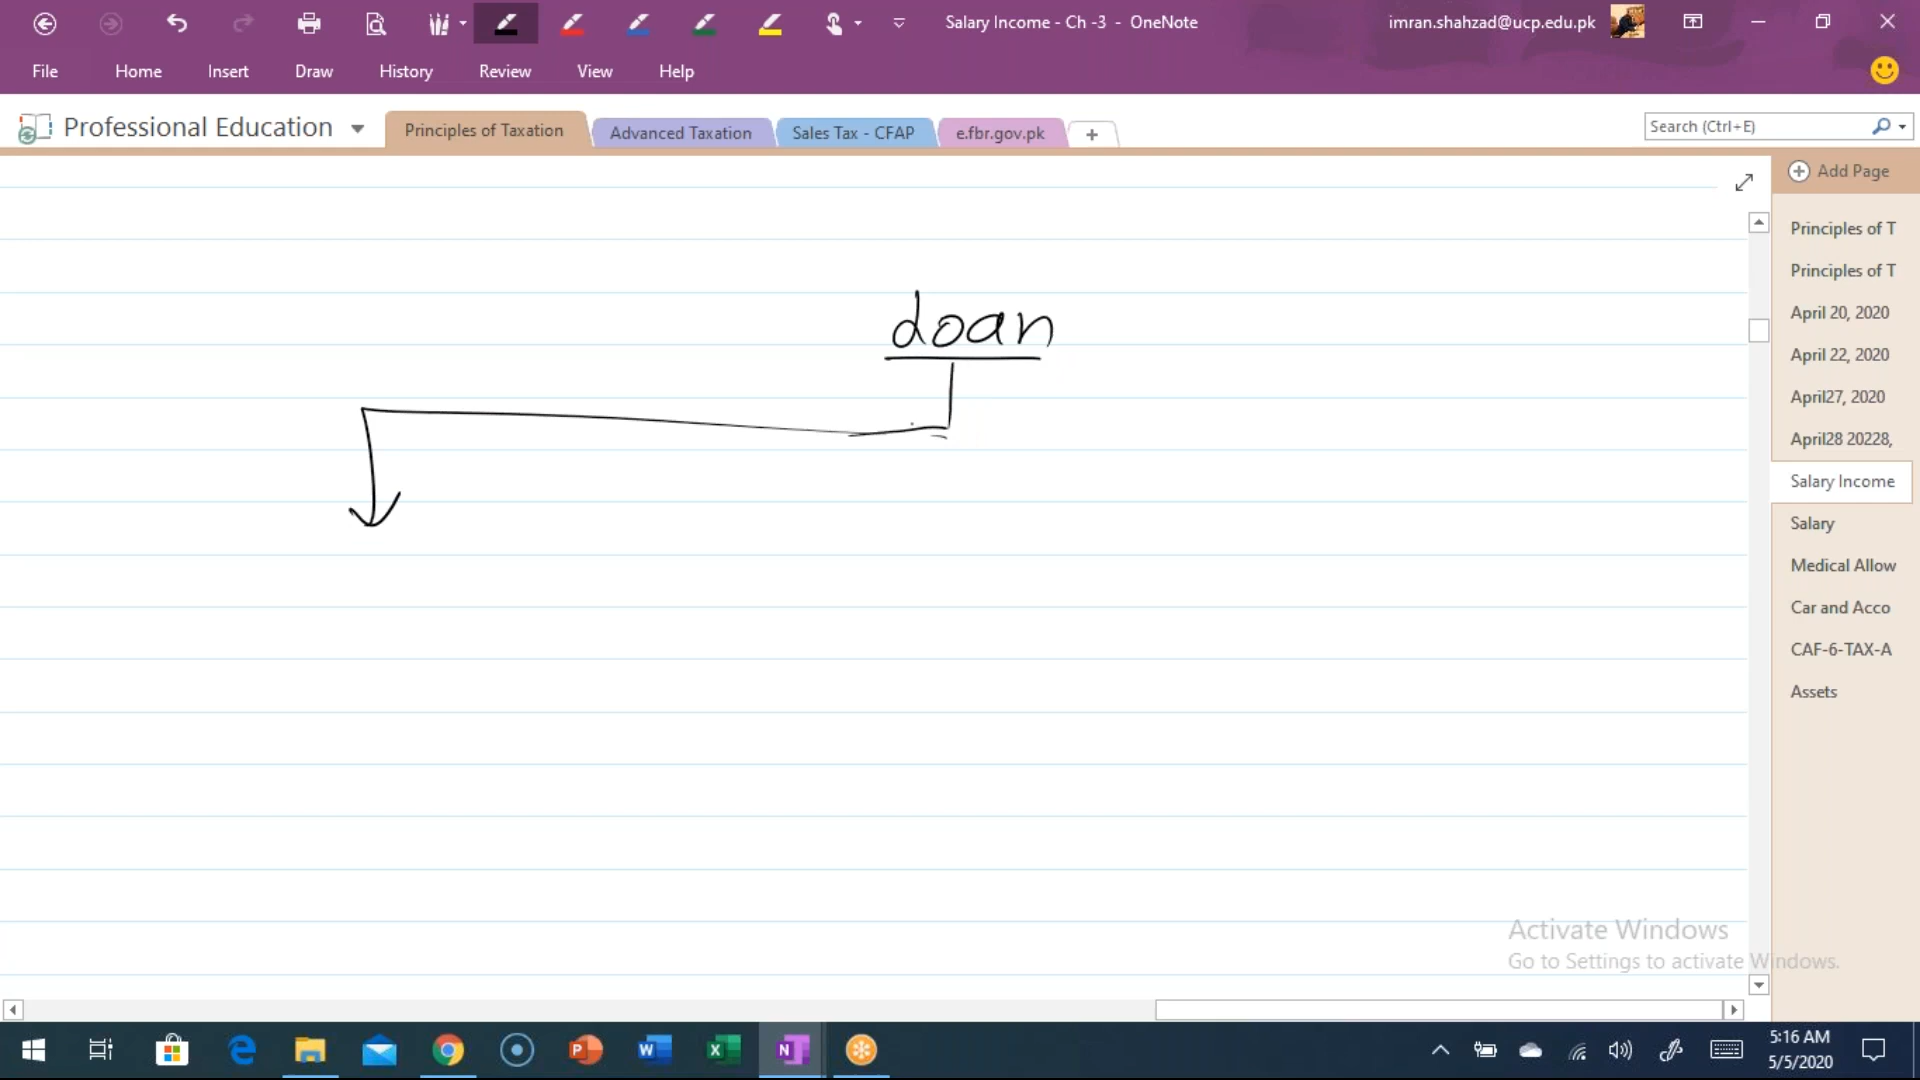 Salary Income - Ch -3 - OneNote
imran.shahzad@ucp.edu.pk
File
Home
Insert
Draw
History
Review
View
Help
Professional Education
Principles of Taxation
Advanced Taxation
Sales Tax - CFAP
e.fbr.gov.pk
Search (Ctrl+E)
Add Page
Principles of T
Principles of T
April 20, 2020
April 22, 2020
April27, 2020
April28 20228,
Salary Income
Salary
Medical Allow
Car and Acco
CAF-6-TAX-A
Assets
Loan
Activate Windows
Go to Settings to activate Windows.
5:16 AM
5/5/2020